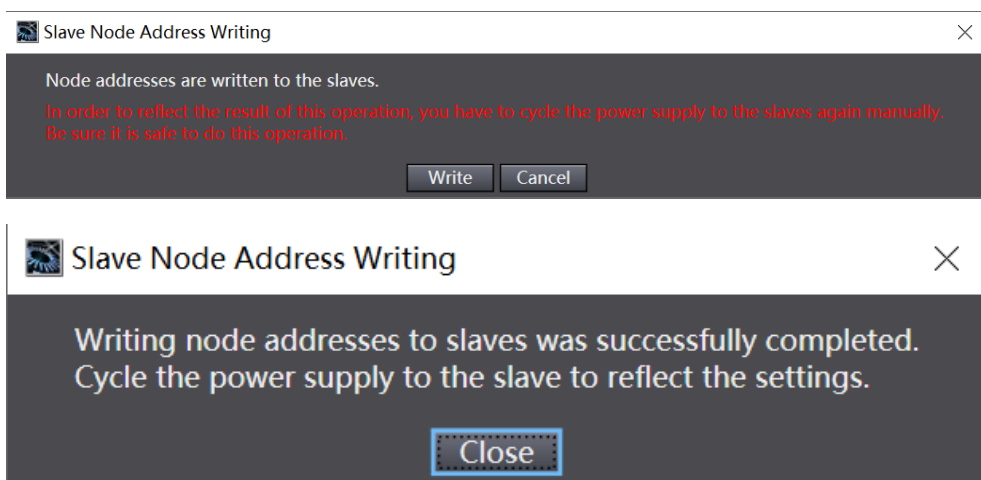 Slave Node Address Writing
Node addresses are written to the slaves.
In order to reflect the result of this operation, you have to cycle the power supply to the slaves again manually.
Be sure it is safe to do this operation.
Write Cancel
Slave Node Address Writing
Writing node addresses to slaves was successfully completed.
Cycle the power supply to the slave to reflect the settings.
Close